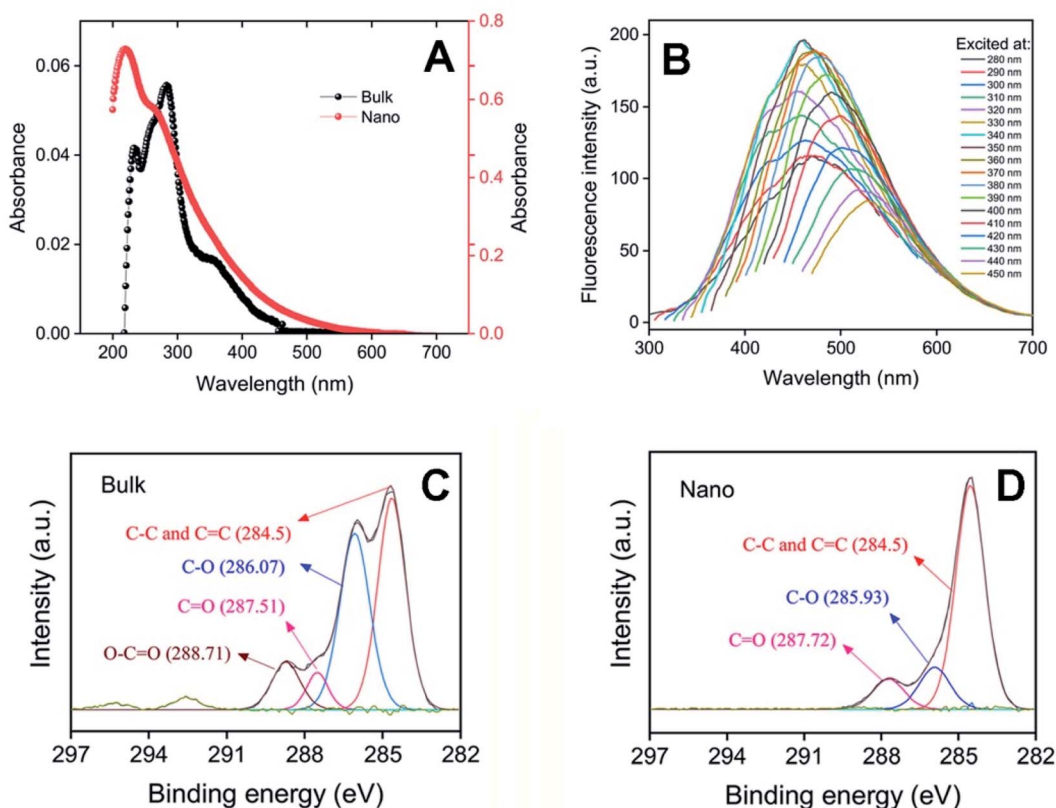 A
0.06
0.04
0.02
0.00
Absorbance
200 300 400 500 600 700
Wavelength (nm)
0.8
0.6
0.4
0.2
0.0
Absorbance
Bulk
Nano
B
200
150
100
50
0
Fluorescence intensity (a.u.)
300 400 500 600 700
Wavelength (nm)
Excited at:
280 nm
290 nm
300 nm
310 nm
320 nm
330 nm
340 nm
350 nm
360 nm
370 nm
380 nm
390 nm
400 nm
410 nm
420 nm
430 nm
440 nm
450 nm
Bulk
C
C-C and C=C (284.5)
C-O (286.07)
C=O (287.51)
O-C=O (288.71)
Intensity (a.u.)
297 294 291 288 285 282
Binding energy (eV)
Nano
D
C-C and C=C (284.5)
C-O (285.93)
C=O (287.72)
Intensity (a.u.)
297 294 291 288 285 282
Binding energy (eV)